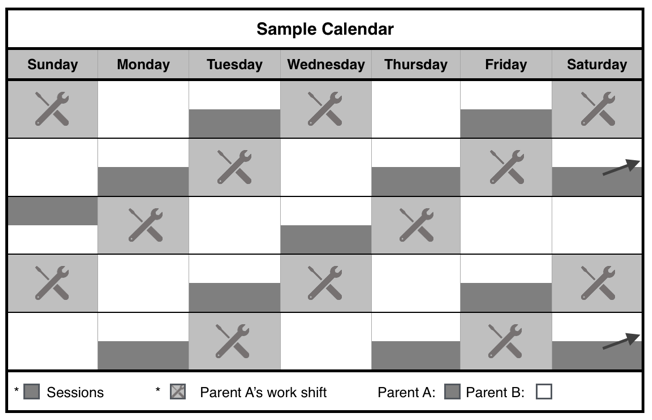 Sample Calendar
Sunday Monday Tuesday Wednesday Thursday Friday Saturday
* Sessions * Parent A's work shift Parent A: Parent B: